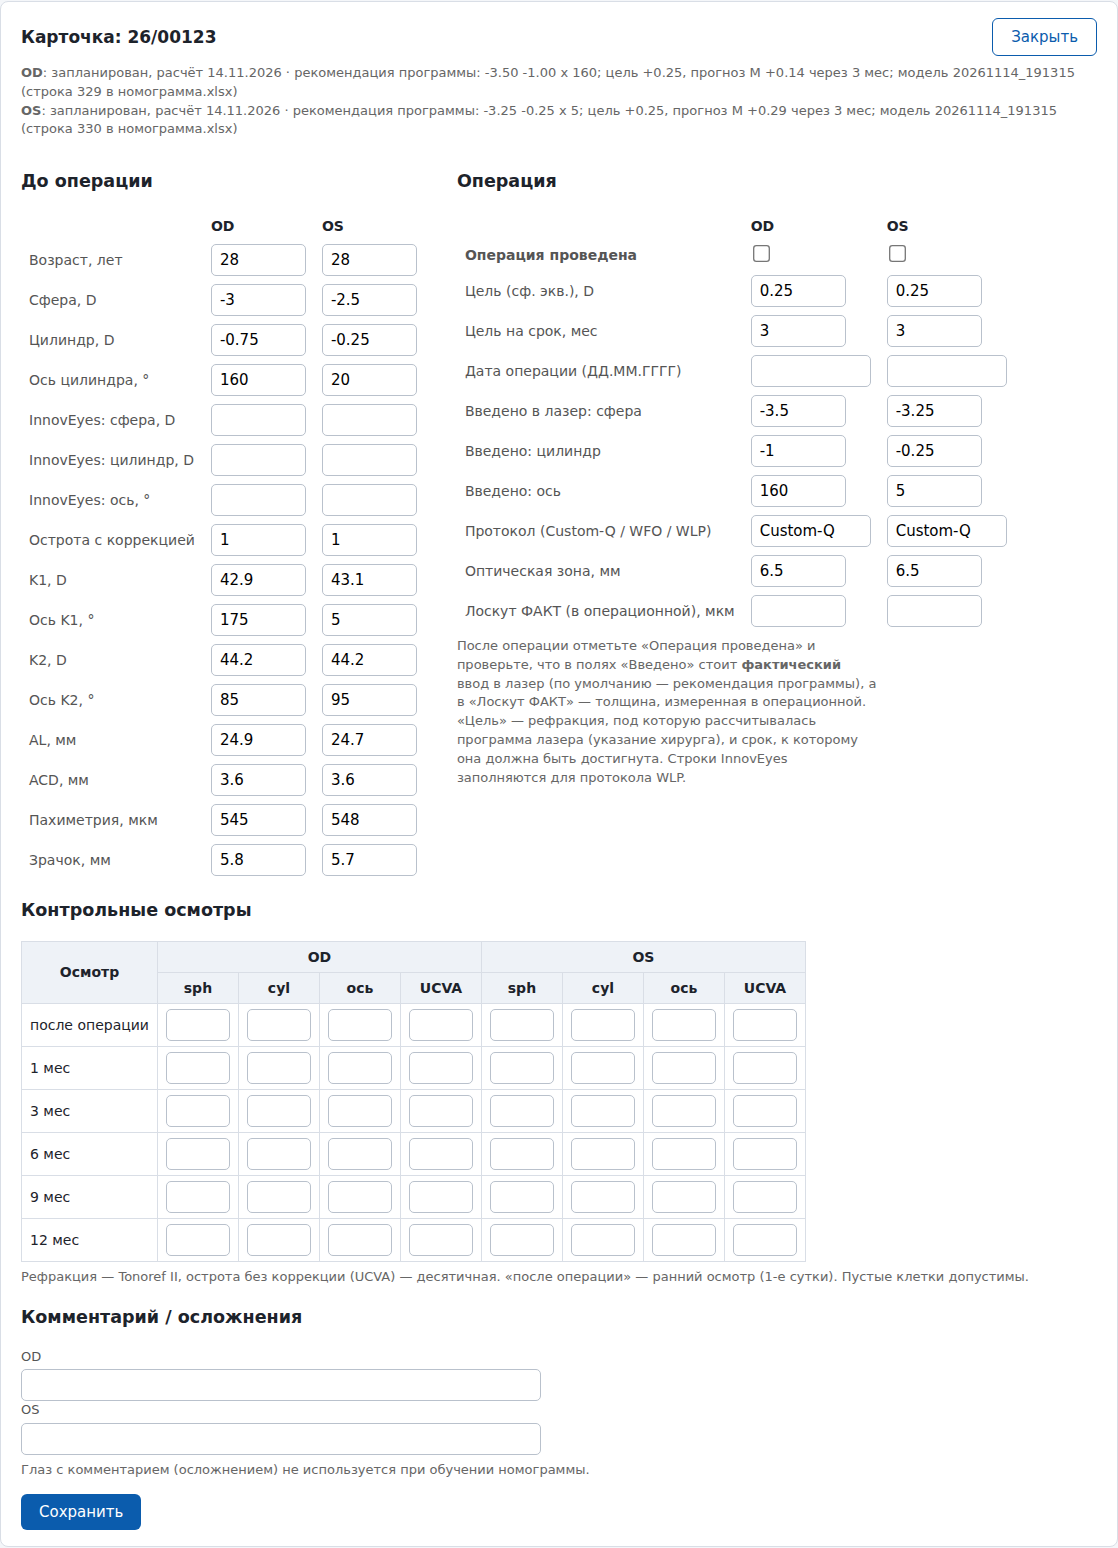 Карточка: 26/00123
Закрыть
OD: запланирован, расчёт 14.11.2026 · рекомендация программы: -3.50 -1.00 x 160; цель +0.25, прогноз M +0.14 через 3 мес; модель 20261114_191315
(строка 329 в номограмма.xlsx)
OS: запланирован, расчёт 14.11.2026 · рекомендация программы: -3.25 -0.25 x 5; цель +0.25, прогноз M +0.29 через 3 мес; модель 20261114_191315
(строка 330 в номограмма.xlsx)
До операции
OD OS
Возраст, лет 28 28
Сфера, D -3 -2.5
Цилиндр, D -0.75 -0.25
Ось цилиндра, ° 160 20
InnovEyes: сфера, D
InnovEyes: цилиндр, D
InnovEyes: ось, °
Острота с коррекцией 1 1
K1, D 42.9 43.1
Ось K1, ° 175 5
K2, D 44.2 44.2
Ось K2, ° 85 95
AL, мм 24.9 24.7
ACD, мм 3.6 3.6
Пахиметрия, мкм 545 548
Зрачок, мм 5.8 5.7
Операция
OD OS
Операция проведена
Цель (сф. экв.), D 0.25 0.25
Цель на срок, мес 3 3
Дата операции (ДД.ММ.ГГГГ)
Введено в лазер: сфера -3.5 -3.25
Введено: цилиндр -1 -0.25
Введено: ось 160 5
Протокол (Custom-Q / WFO / WLP) Custom-Q Custom-Q
Оптическая зона, мм 6.5 6.5
Лоскут ФАКТ (в операционной), мкм
После операции отметьте «Операция проведена» и
проверьте, что в полях «Введено» стоит фактический
ввод в лазер (по умолчанию — рекомендация программы), а
в «Лоскут ФАКТ» — толщина, измеренная в операционной.
«Цель» — рефракция, под которую рассчитывалась
программа лазера (указание хирурга), и срок, к которому
она должна быть достигнута. Строки InnovEyes
заполняются для протокола WLP.
Контрольные осмотры
Осмотр OD OS
sph cyl ось UCVA sph cyl ось UCVA
после операции
1 мес
3 мес
6 мес
9 мес
12 мес
Рефракция — Tonoref II, острота без коррекции (UCVA) — десятичная. «после операции» — ранний осмотр (1-е сутки). Пустые клетки допустимы.
Комментарий / осложнения
OD
OS
Глаз с комментарием (осложнением) не используется при обучении номограммы.
Сохранить